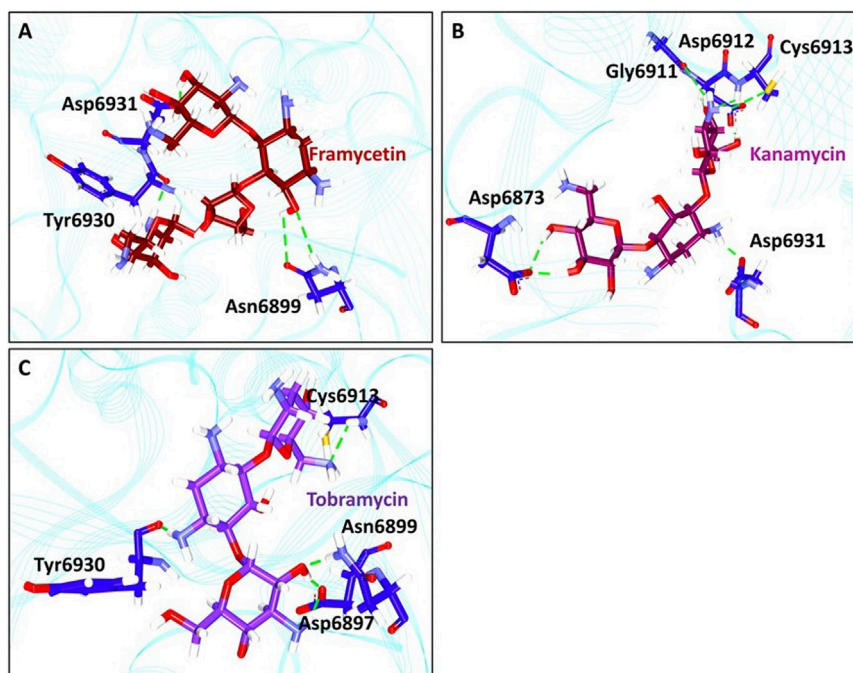 A
Asp6931
Framycetin
Tyr6930
Asn6899
B
Asp6912
Cys6913
Gly6911
Kanamycin
Asp6873
Asp6931
C
Cys6913
Tobramycin
Asn6899
Tyr6930
Asp6897